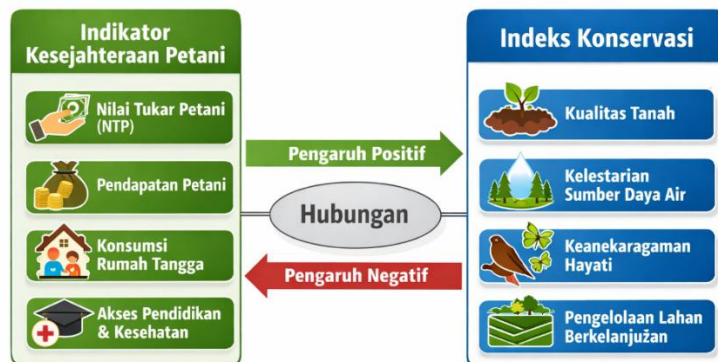 Indikator
Kesejahteraan Petani
Nilai Tukar Petani
(NTP)
Pendapatan Petani
Konsumsi
Rumah Tangga
Akses Pendidikan
& Kesehatan
Pengaruh Positif
Hubungan
Pengaruh Negatif
Indeks Konservasi
Kualitas Tanah
Kelestarian
Sumber Daya Air
Keanekaragaman
Hayati
Pengelolaan Lahan
Berkelanjužan